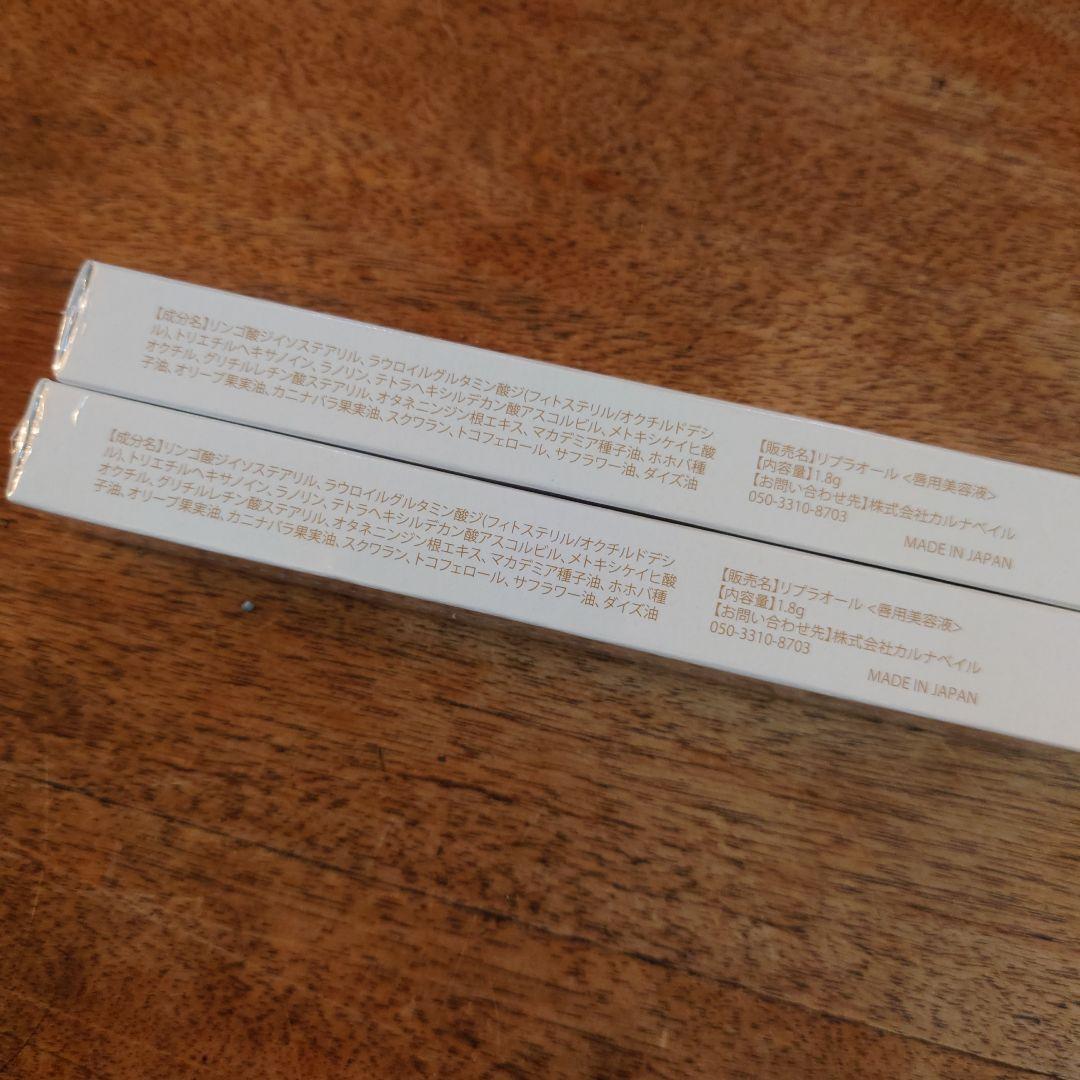 【成分名】リンゴ酸ジイソステアリル、ラウロイルグルタミン酸ジ(フィトステリル/オクチルドデシ
ル)、トリエチルヘキサノイン、ラノリン、テトラヘキシルデカン酸アスコルビル、メトキシケイヒ酸
オクチル、グリチルレチン酸ステアリル、オタネニンジン根エキス、マカデミア種子油、ホホバ種
子油、オリーブ果実油、カニナバラ果実油、スクワラン、トコフェロール、サフラワー油、ダイズ油
【販売名】リプラオール <唇用美容液>
【内容量】1.8g
【お問い合わせ先】株式会社カルナベイル
050-3310-8703
MADE IN JAPAN
【成分名】リンゴ酸ジイソステアリル、ラウロイルグルタミン酸ジ(フィトステリル/オクチルドデシ
ル)、トリエチルヘキサノイン、ラノリン、テトラヘキシルデカン酸アスコルビル、メトキシケイヒ酸
オクチル、グリチルレチン酸ステアリル、オタネニンジン根エキス、マカデミア種子油、ホホバ種
子油、オリーブ果実油、カニナバラ果実油、スクワラン、トコフェロール、サフラワー油、ダイズ油
【販売名】リプラオール <唇用美容液>
【内容量】1.8g
【お問い合わせ先】株式会社カルナベイル
050-3310-8703
MADE IN JAPAN